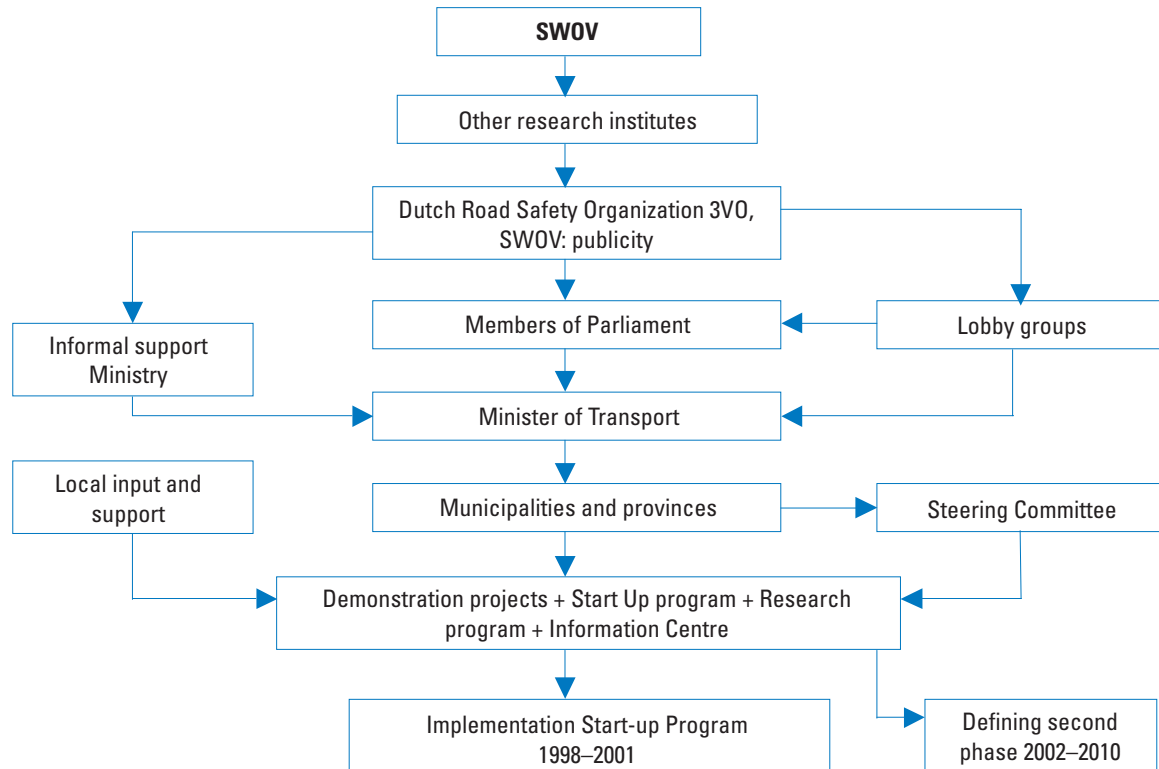 SWOV
Other research institutes
Dutch Road Safety Organization 3VO,
SWOV: publicity
Members of Parliament
Lobby groups
Informal support
Ministry
Minister of Transport
Local input and
support
Municipalities and provinces
Steering Committee
Demonstration projects + Start Up program + Research
program + Information Centre
Implementation Start-up Program
1998–2001
Defining second
phase 2002–2010